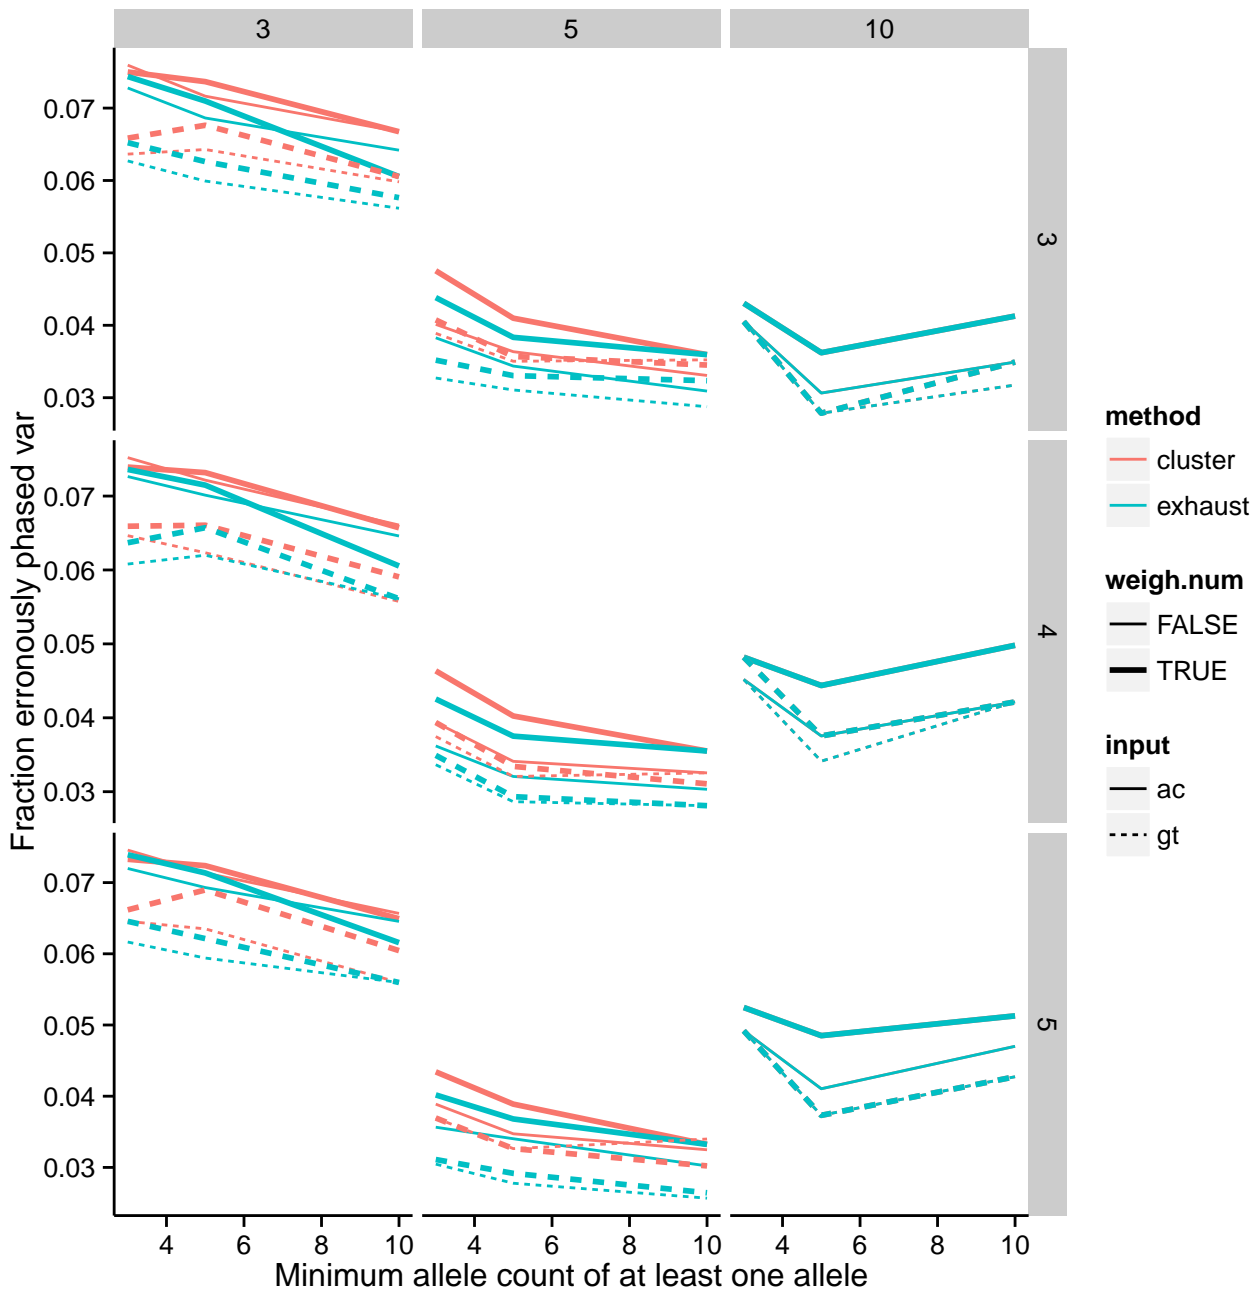 3 5 10
0.07
0.06
0.05
0.04
0.03
3
0.07
0.06
0.05
0.04
0.03
4
0.07
0.06
0.05
0.04
0.03
5
4 6 8 10 4 6 8 10 4 6 8 10
Minimum allele count of at least one allele
Fraction erronously phased var
method
cluster
exhaust
weigh.num
FALSE
TRUE
input
ac
gt